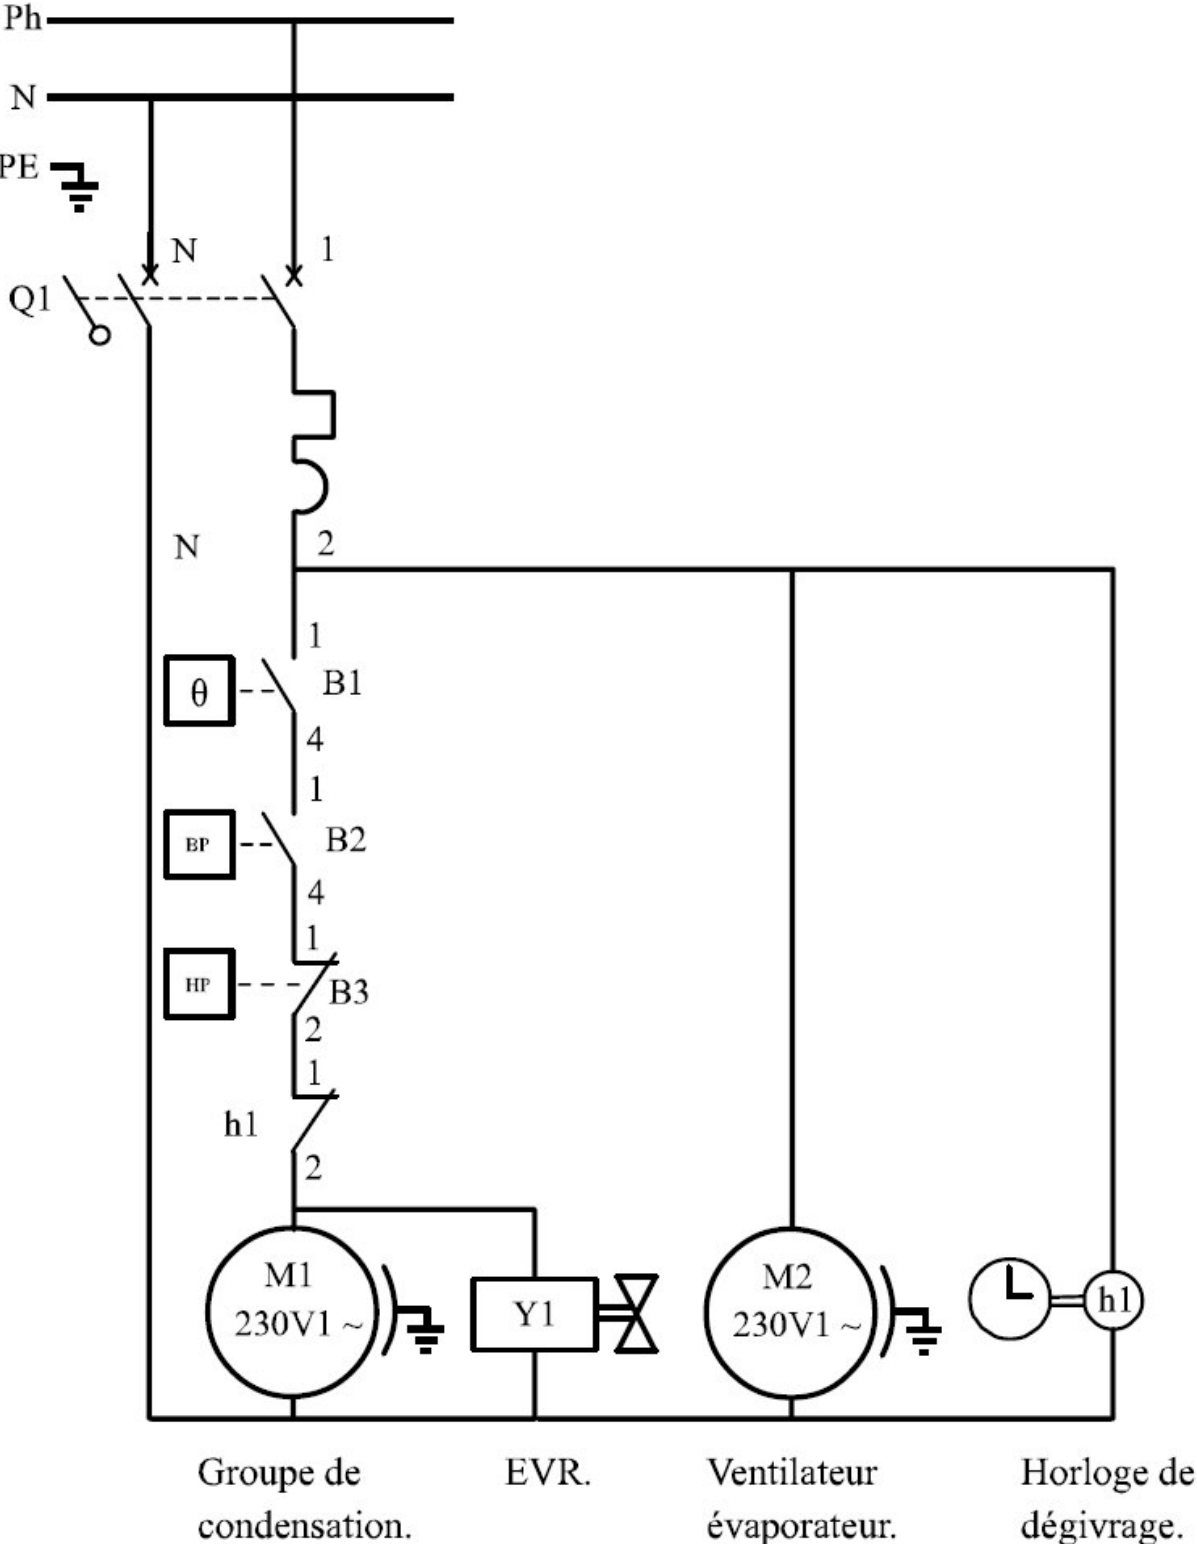 Ph
N
PE
N 1
Q1
N 2
1
θ B1
4
1
BP B2
4
1
HP B3
2
1
h1
2
M1
230V1 ~
Y1
M2
230V1 ~
h1
Groupe de
condensation.
EVR.
Ventilateur
évaporateur.
Horloge de
dégivrage.